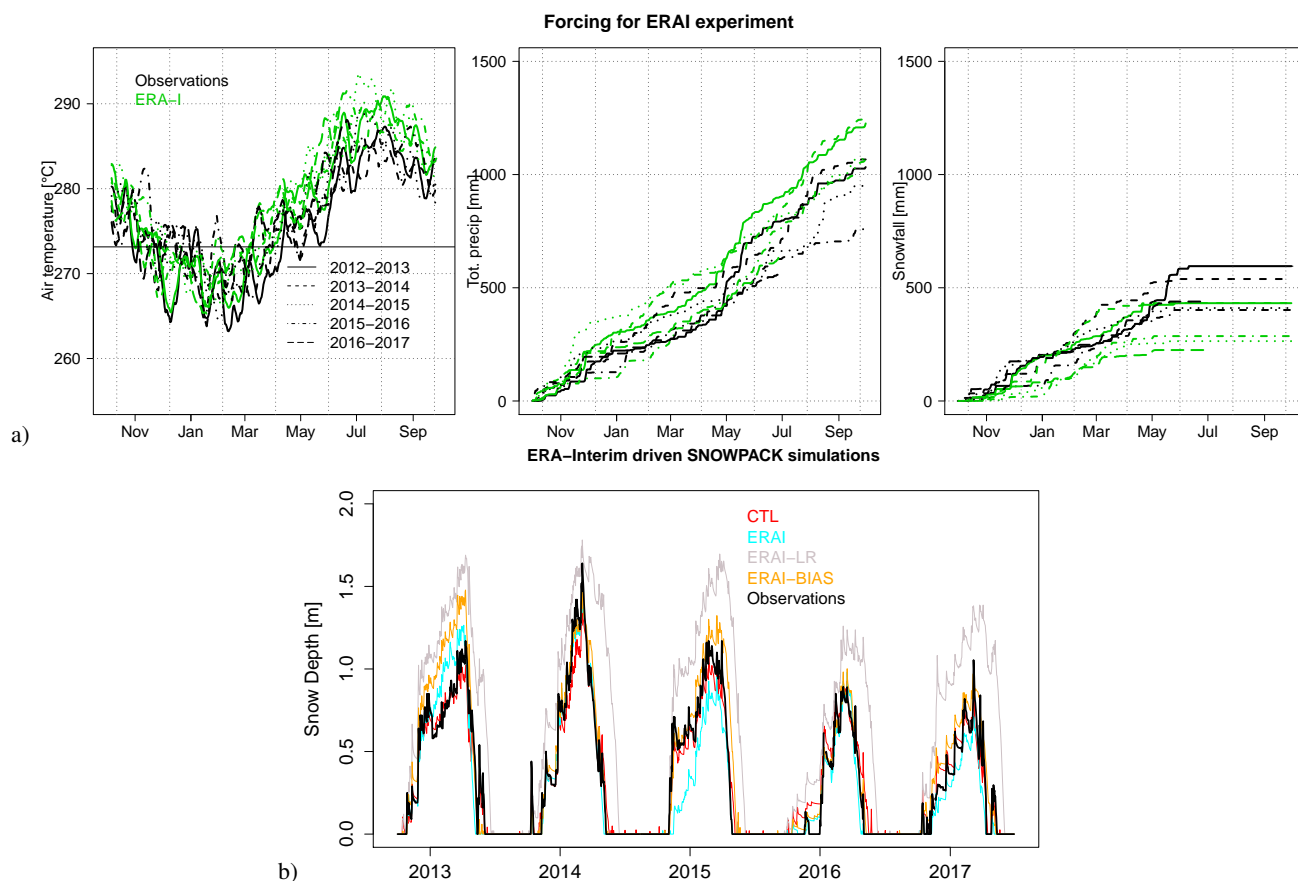 Forcing for ERAI experiment
Air temperature[°C]
290
280
270
260
Observations
ERA−I
2012−2013
2013−2014
2014−2015
2015−2016
2016−2017
Nov Jan Mar May Jul Sep
Tot. precip [mm]
1500
1000
500
0
Nov Jan Mar May Jul Sep
Snowfall [mm]
1500
1000
500
0
Nov Jan Mar May Jul Sep
a)
ERA−Interim driven SNOWPACK simulations
Snow Depth [m]
2.0
1.5
1.0
0.5
0.0
CTL
ERAI
ERAI−LR
ERAI−BIAS
Observations
2013 2014 2015 2016 2017
b)